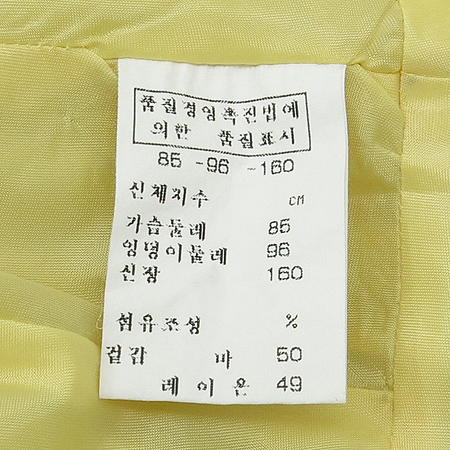 품질경영촉진법에
의한 품질표시
85 -96 -160
신체치수 CM
가슴둘레 85
엉덩이둘레 96
신장 160
섬유조성 %
겉감 마 50
레이온 49